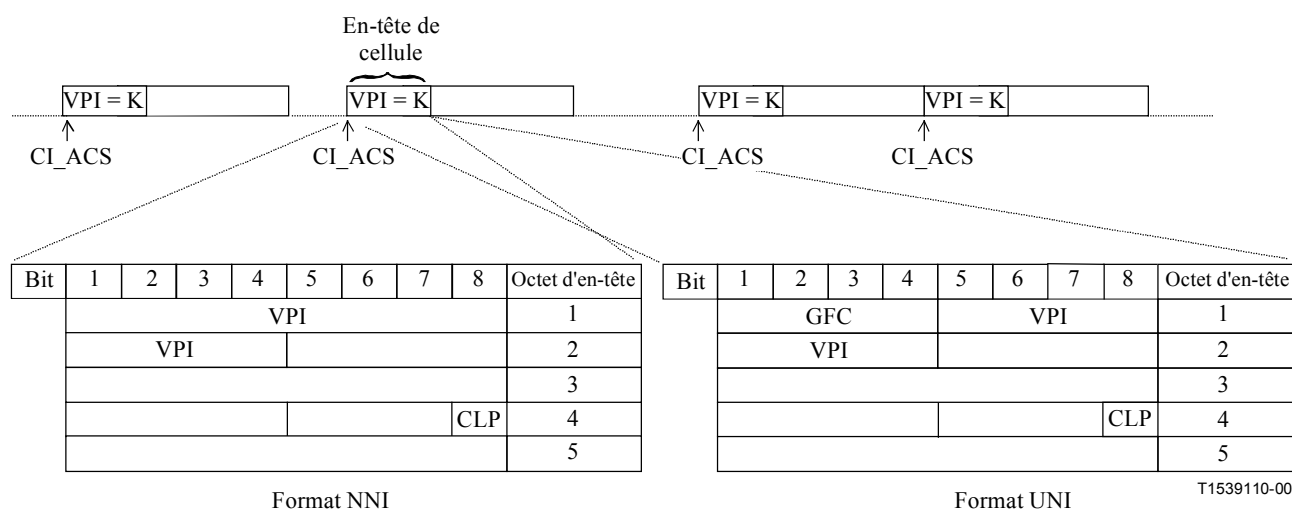 En-tête de
cellule
VPI = K VPI = K VPI = K VPI = K
CI_ACS CI_ACS CI_ACS CI_ACS
Bit 1 2 3 4 5 6 7 8 Octet d'en-tête
VPI 1
VPI 2
3
CLP 4
5
Format NNI
Bit 1 2 3 4 5 6 7 8 Octet d'en-tête
GFC VPI 1
VPI 2
3
CLP 4
5
Format UNI
T1539110-00